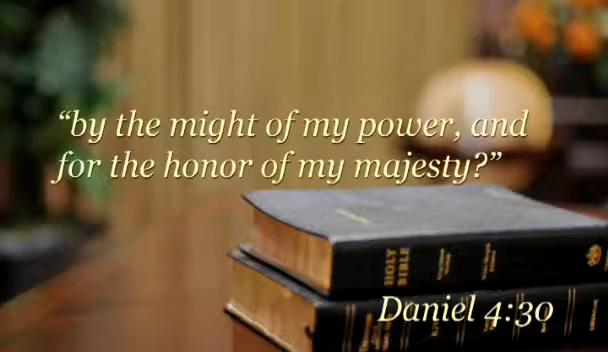 “by the might of my power, and
for the honor of my majesty?”
HOLY
BIBLE
Daniel 4:30